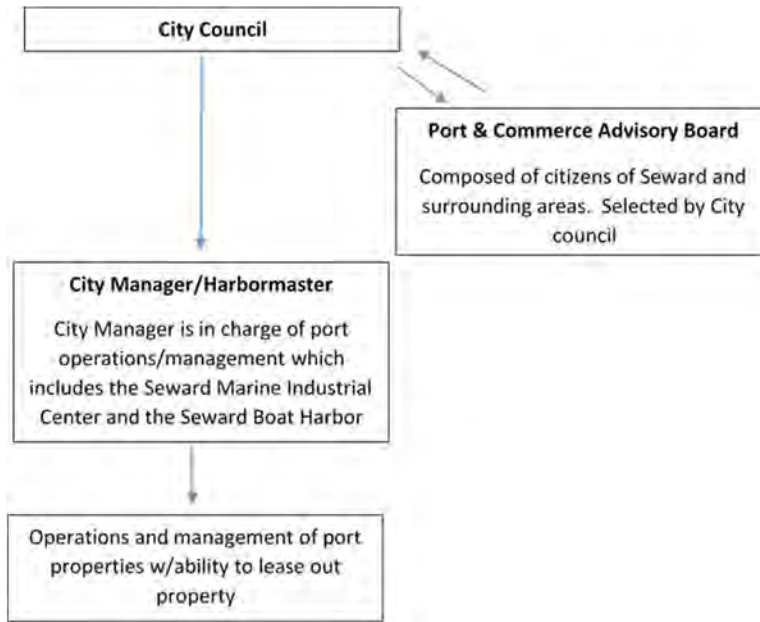 City Council
Port & Commerce Advisory Board
Composed of citizens of Seward and
surrounding areas.  Selected by City
council
City Manager/Harbormaster
City Manager is in charge of port
operations/management which
includes the Seward Marine Industrial
Center and the Seward Boat Harbor
Operations and management of port
properties w/ability to lease out
property